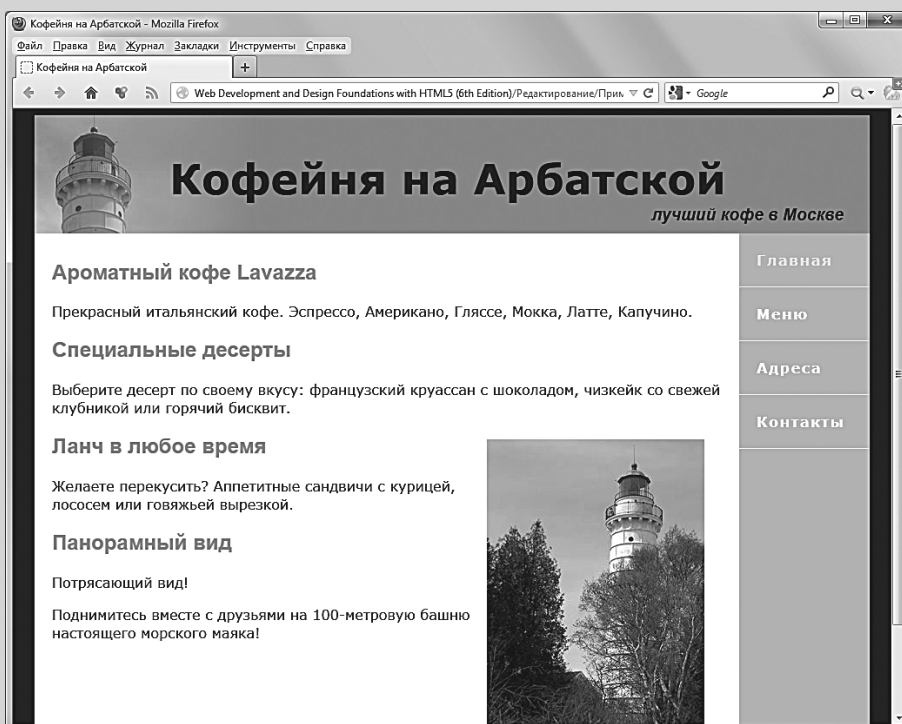 Кофейня на Арбатской - Mozilla Firefox
Файл Правка Вид Журнал Закладки Инструменты Справка
Кофейня на Арбатской +
Web Development and Design Foundations with HTML5 (6th Edition)/Редактирование/Прим Google
Кофейня на Арбатской
лучший кофе в Москве
Ароматный кофе Lavazza
Прекрасный итальянский кофе. Эспрессо, Американо, Гляссе, Мокка, Латте, Капучино.
Специальные десерты
Выберите десерт по своему вкусу: французский круассан с шоколадом, чизкейк со свежей
клубникой или горячий бисквит.
Ланч в любое время
Желаете перекусить? Аппетитные сандвичи с курицей,
лососем или говяжьей вырезкой.
Панорамный вид
Потрясающий вид!
Поднимитесь вместе с друзьями на 100-метровую башню
настоящего морского маяка!
Главная
Меню
Адреса
Контакты